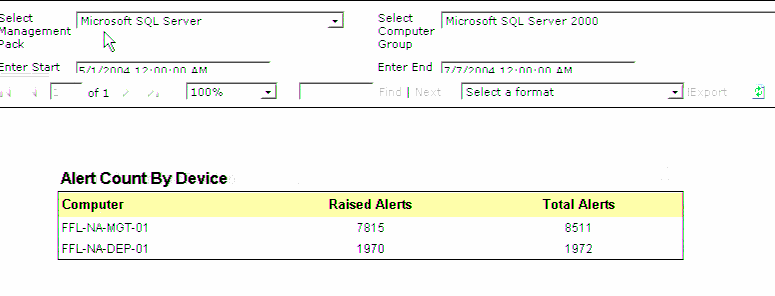 Select Management Pack
Microsoft SQL Server
Select Computer Group
Microsoft SQL Server 2000
Enter Start
5/1/2004 12:00:00 AM
Enter End
7/7/2004 12:00:00 AM
1 of 1
100%
Find | Next
Select a format
Export
Alert Count By Device
Computer Raised Alerts Total Alerts
FFL-NA-MGT-01 7815 8511
FFL-NA-DEP-01 1970 1972